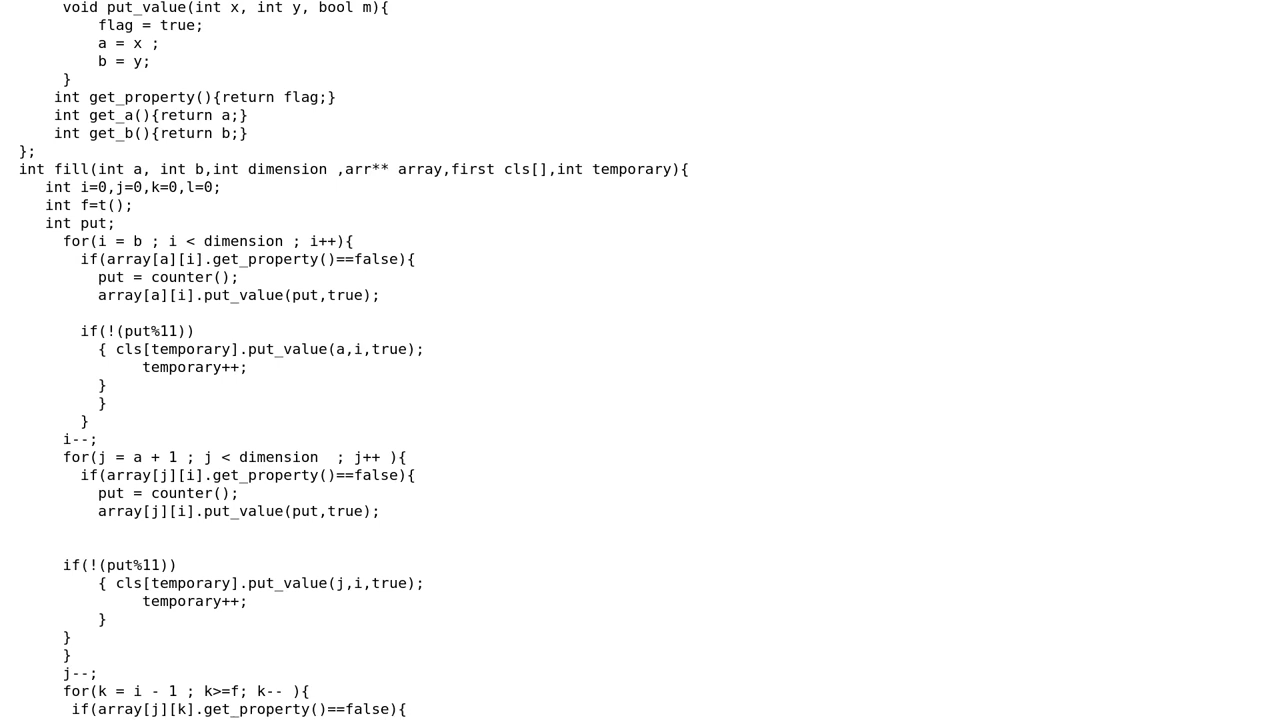 void put_value(int x, int y, bool m){
flag = true;
a = x ;
b = y;
}
int get_property(){return flag;}
int get_a(){return a;}
int get_b(){return b;}
};
int fill(int a, int b,int dimension ,arr** array,first cls[],int temporary){
int i=0,j=0,k=0,l=0;
int f=t();
int put;
for(i = b ; i < dimension ; i++){
if(array[a][i].get_property()==false){
put = counter();
array[a][i].put_value(put,true);
if(!(put%11))
{ cls[temporary].put_value(a,i,true);
temporary++;
}
}
}
i--;
for(j = a + 1 ; j < dimension  ; j++ ){
if(array[j][i].get_property()==false){
put = counter();
array[j][i].put_value(put,true);
if(!(put%11))
{ cls[temporary].put_value(j,i,true);
temporary++;
}
}
}
j--;
for(k = i - 1 ; k>=f; k-- ){
if(array[j][k].get_property()==false){